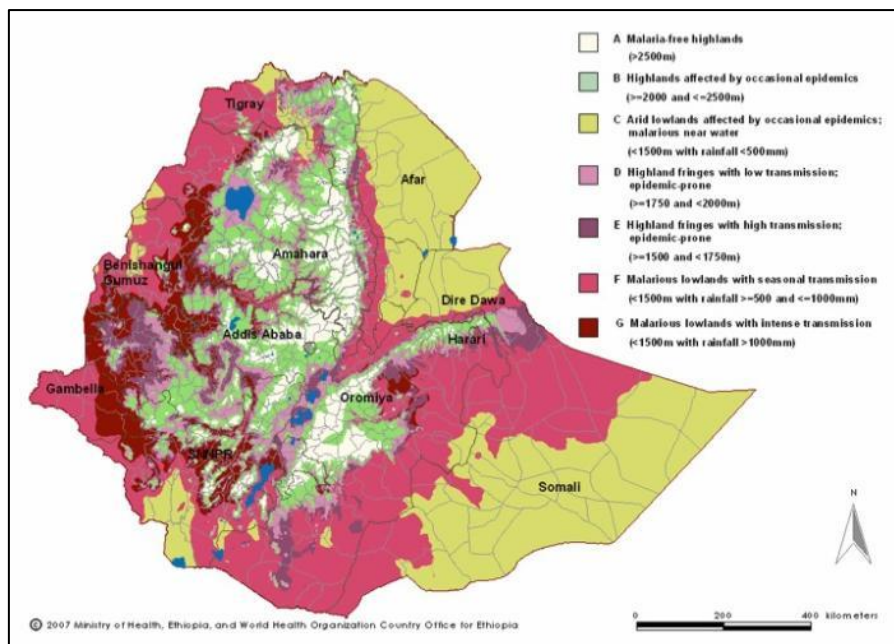 A Malaria-free highlands
(>2500m)
B Highlands affected by occasional epidemics
(>=2000 and <=2500m)
C Arid lowlands affected by occasional epidemics;
malarious near water
(<1500m with rainfall <500mm)
D Highland fringes with low transmission;
epidemic-prone
(>=1750 and <2000m)
E Highland fringes with high transmission;
epidemic-prone
(>=1500 and <1750m)
F Malarious lowlands with seasonal transmission
(<1500m with rainfall >=500 and <=1000mm)
G Malarious lowlands with intense transmission
(<1500m with rainfall >1000mm)
Tigray
Afar
Amahara
Benishangul
Gumuz
Dire Dawa
Addis Ababa
Harari
Gambella
Oromiya
SNNPR
Somali
N
© 2007 Ministry of Health, Ethiopia, and World Health Organization Country Office for Ethiopia
0 200 400 kilometers